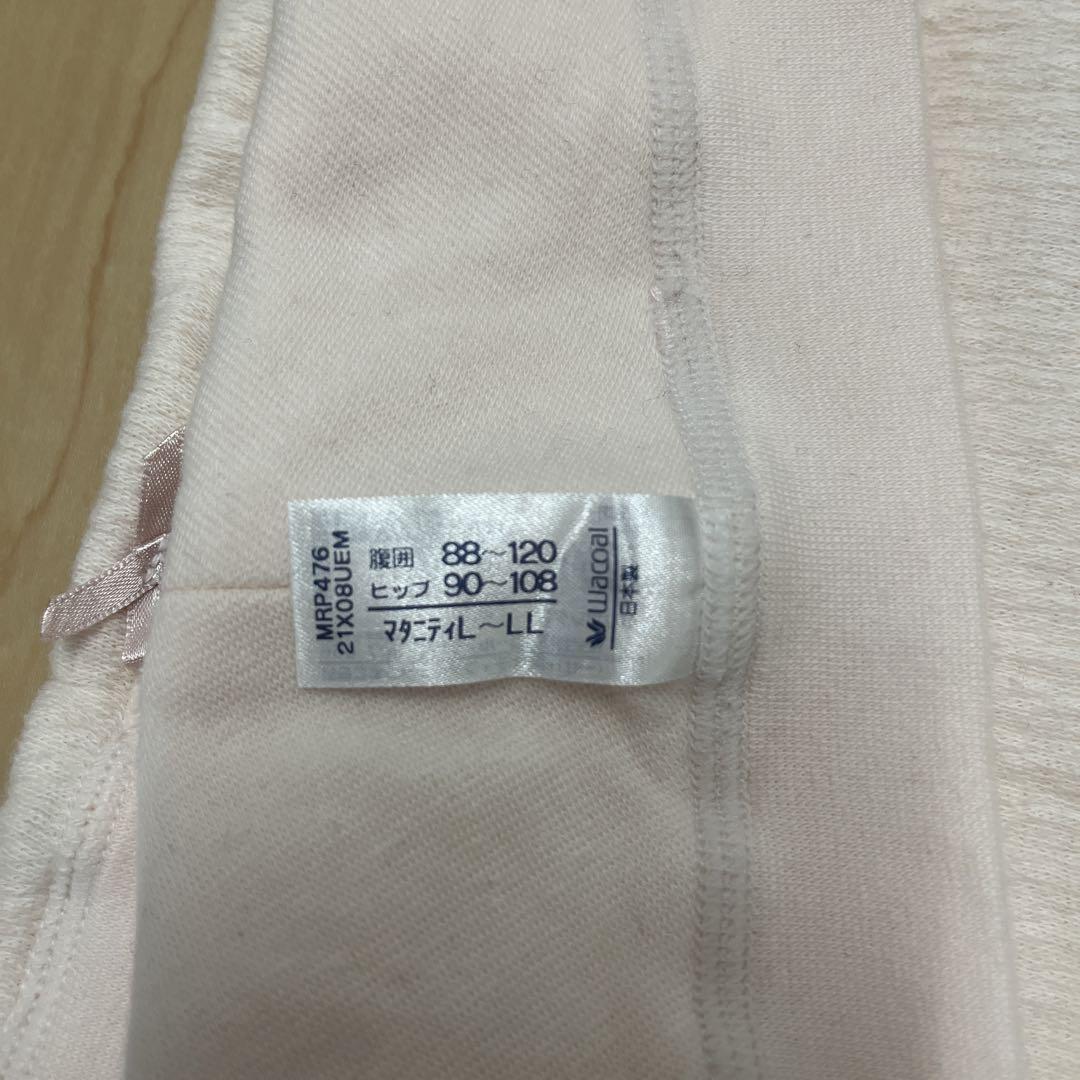 MRP476
21X08UEM
腹囲 88～120
ヒップ 90～108
マタニティL～LL
Wacoal
日本製